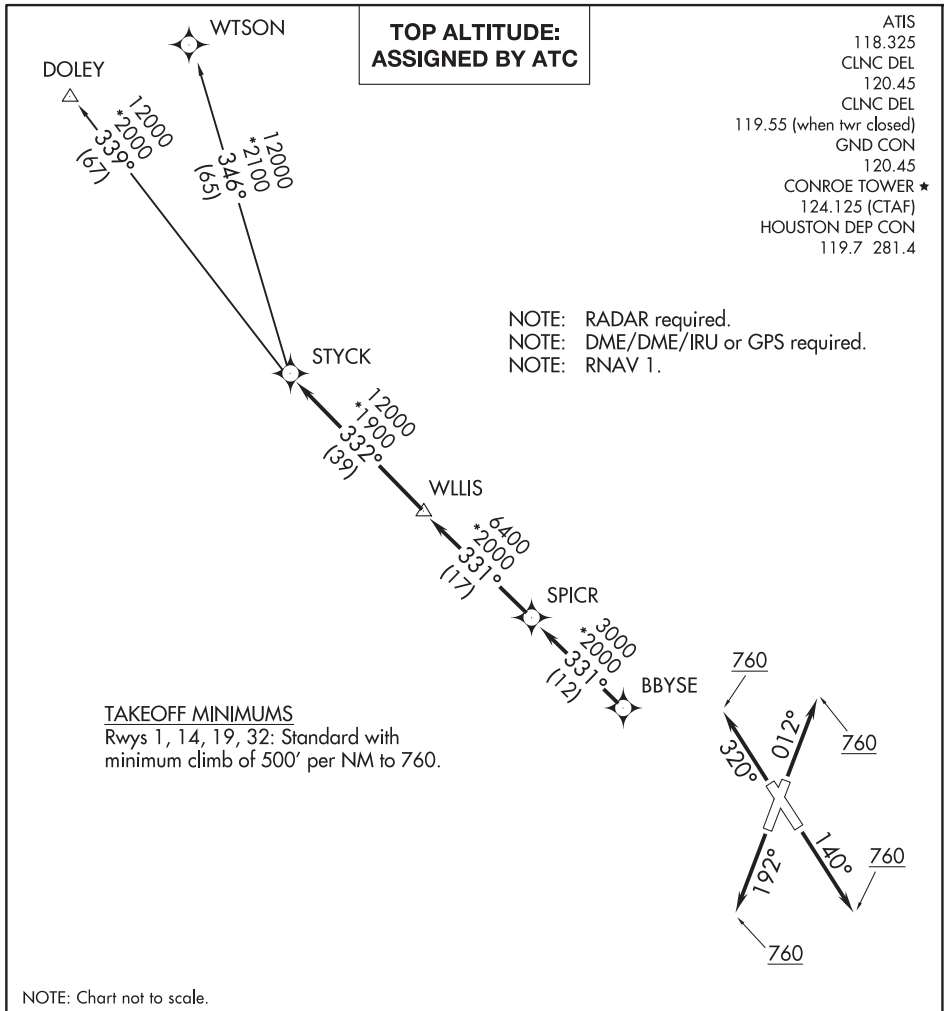 TOP ALTITUDE:
ASSIGNED BY ATC
ATIS
118.325
CLNC DEL
120.45
CLNC DEL
119.55 (when twr closed)
GND CON
120.45
CONROE TOWER ★
124.125 (CTAF)
HOUSTON DEP CON
119.7 281.4
WTSON
DOLEY
12000
*2000
339°
(67)
12000
*2100
346°
(65)
NOTE: RADAR required.
NOTE: DME/DME/IRU or GPS required.
NOTE: RNAV 1.
STYCK
12000
*1900
332°
(39)
WLLIS
6400
*2000
331°
(17)
SPICR
3000
*2000
331°
(12)
BBYSE
760
320°
012°
760
TAKEOFF MINIMUMS
Rwys 1, 14, 19, 32: Standard with
minimum climb of 500' per NM to 760.
192°
140°
760
760
NOTE: Chart not to scale.